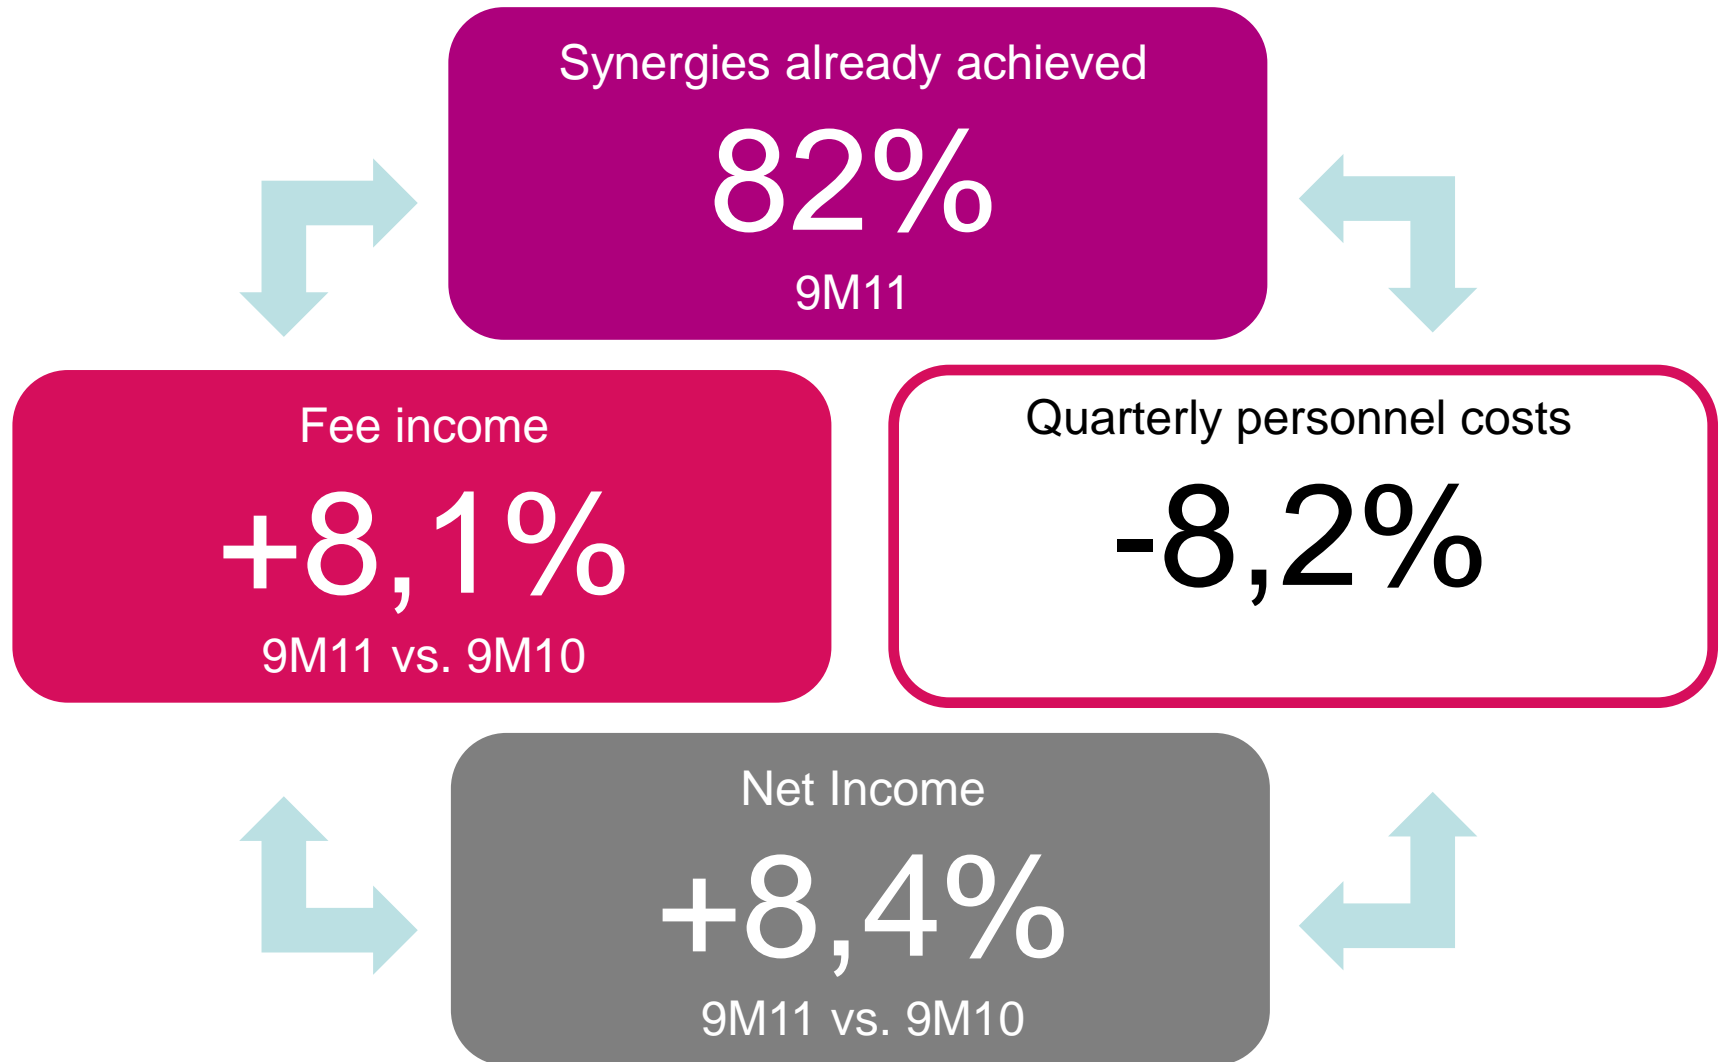 Synergies already achieved
82%
9M11
Fee income
+8,1%
9M11 vs. 9M10
Quarterly personnel costs
-8,2%
Net Income
+8,4%
9M11 vs. 9M10